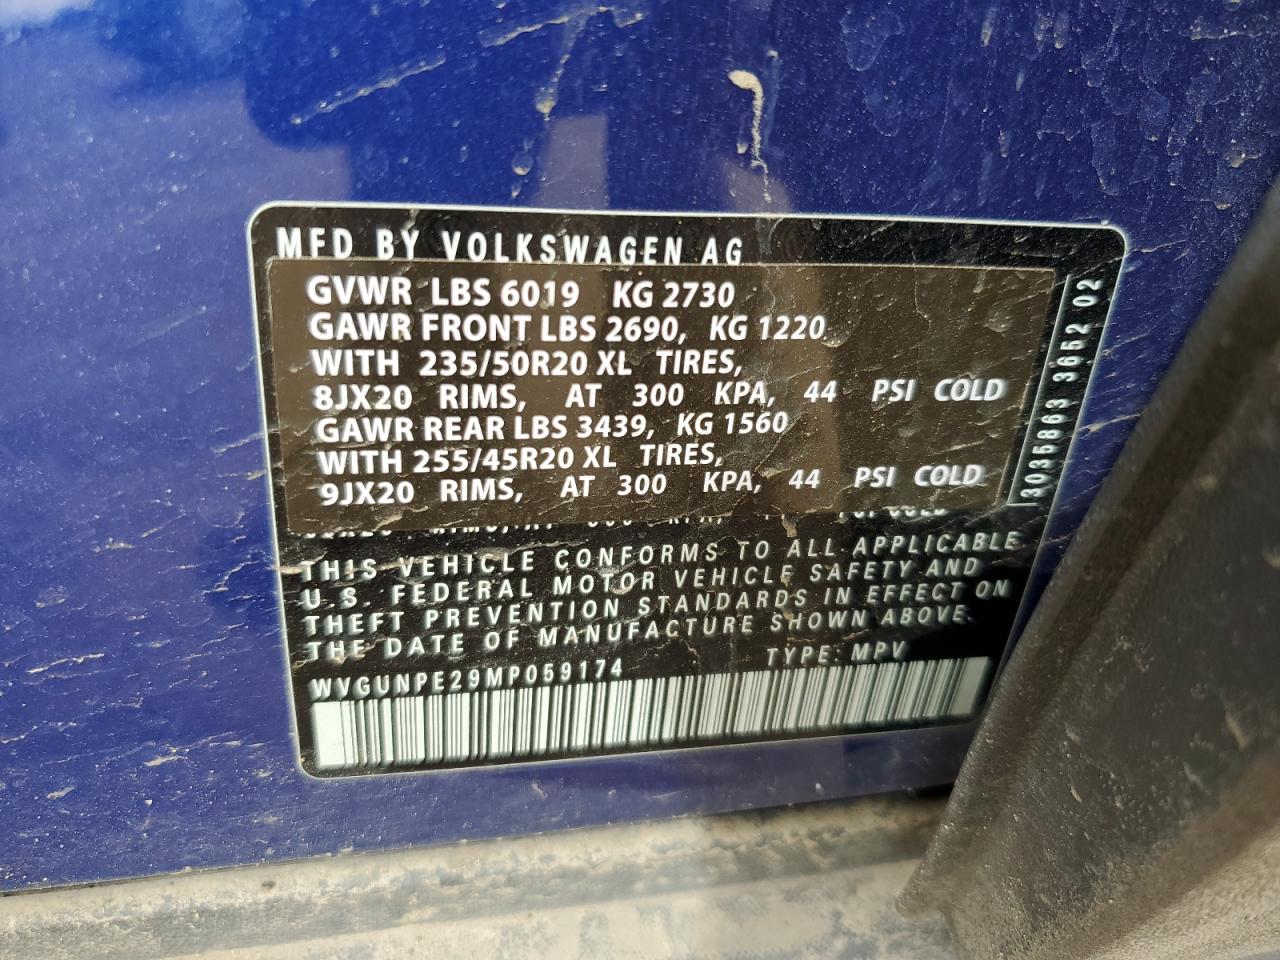 MFD BY VOLKSWAGEN AG
GVWR LBS 6019 KG 2730
GAWR FRONT LBS 2690, KG 1220
WITH 235/50R20 XL TIRES,
8JX20 RIMS, AT 300 KPA, 44 PSI COLD
GAWR REAR LBS 3439, KG 1560
WITH 255/45R20 XL TIRES,
9JX20 RIMS, AT 300 KPA, 44 PSI COLD
THIS VEHICLE CONFORMS TO ALL APPLICABLE
U.S. FEDERAL MOTOR VEHICLE SAFETY AND
THEFT PREVENTION STANDARDS IN EFFECT ON
THE DATE OF MANUFACTURE SHOWN ABOVE.
WVGUNPE29MP059174 TYPE: MPV
3035863 3652 02